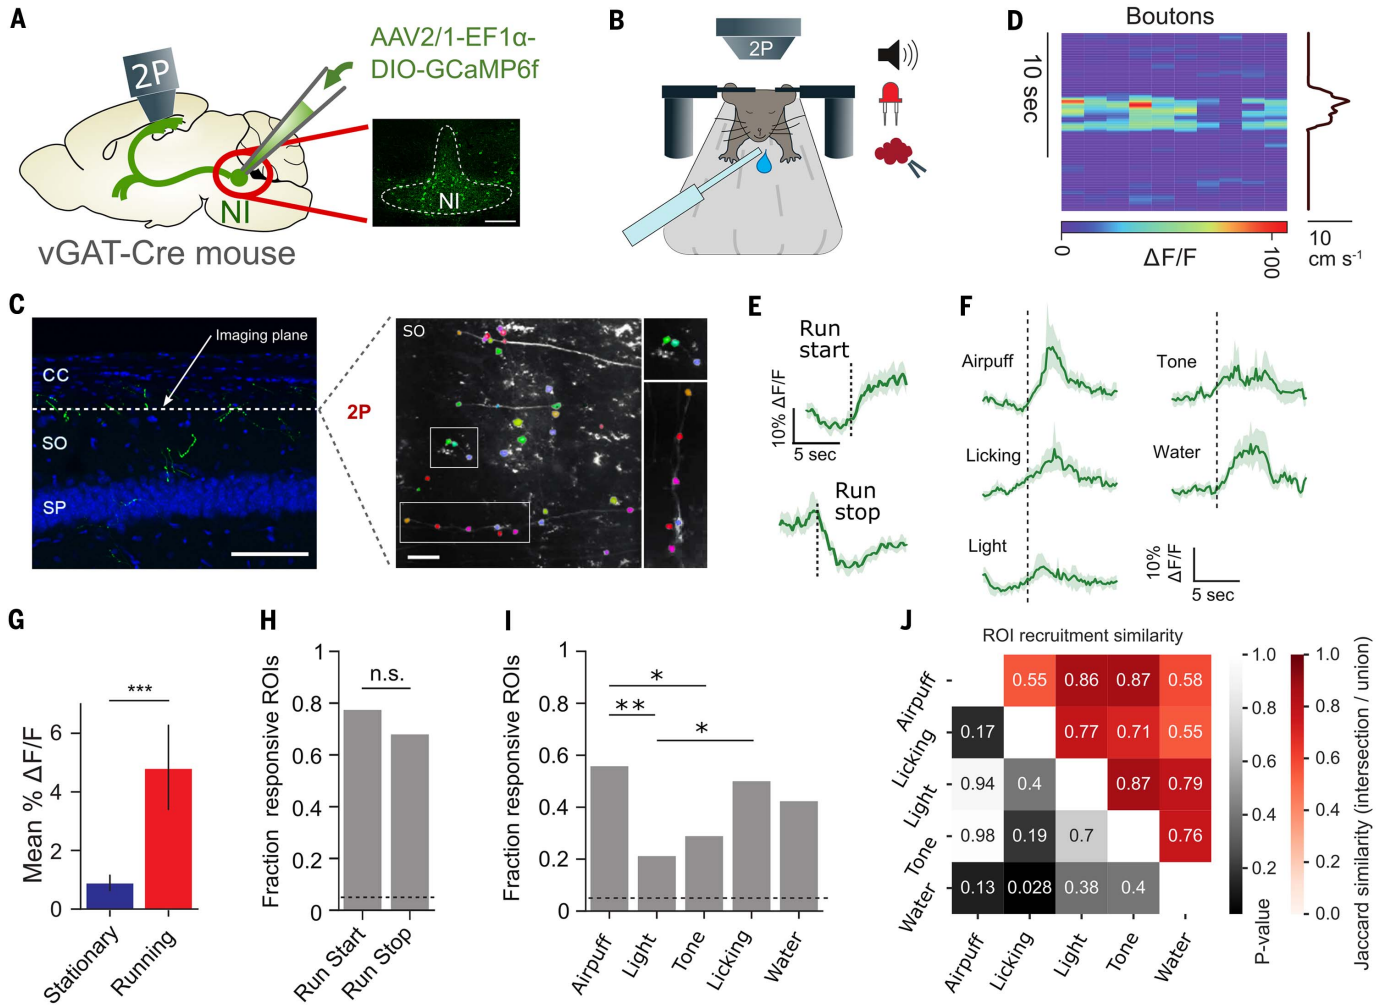 A
AAV2/1-EF1α-
DIO-GCaMP6f
2P
NI
NI
vGAT-Cre mouse
B
2P
D
Boutons
10 sec
0
ΔF/F
100
10
cm s⁻¹
C
Imaging plane
CC
SO
SP
2P
SO
E
Run
start
10% ΔF/F
5 sec
Run
stop
F
Airpuff
Tone
Licking
Water
Light
10%
ΔF/F
5 sec
G
Mean % ΔF/F
6
4
2
0
***
Stationary
Running
H
Fraction responsive ROIs
1
0.8
0.6
0.4
0.2
0
n.s.
Run Start
Run Stop
I
Fraction responsive ROIs
1
0.8
0.6
0.4
0.2
0
*
**
*
Airpuff
Light
Tone
Licking
Water
J
ROI recruitment similarity
Airpuff 0.55 0.86 0.87 0.58
Licking 0.17 0.77 0.71 0.55
Light 0.94 0.4 0.87 0.79
Tone 0.98 0.19 0.7 0.76
Water 0.13 0.028 0.38 0.4
Airpuff
Licking
Light
Tone
Water
1.0
0.8
0.6
0.4
0.2
P-value
1.0
0.8
0.6
0.4
0.2
0.0
Jaccard similarity (intersection / union)